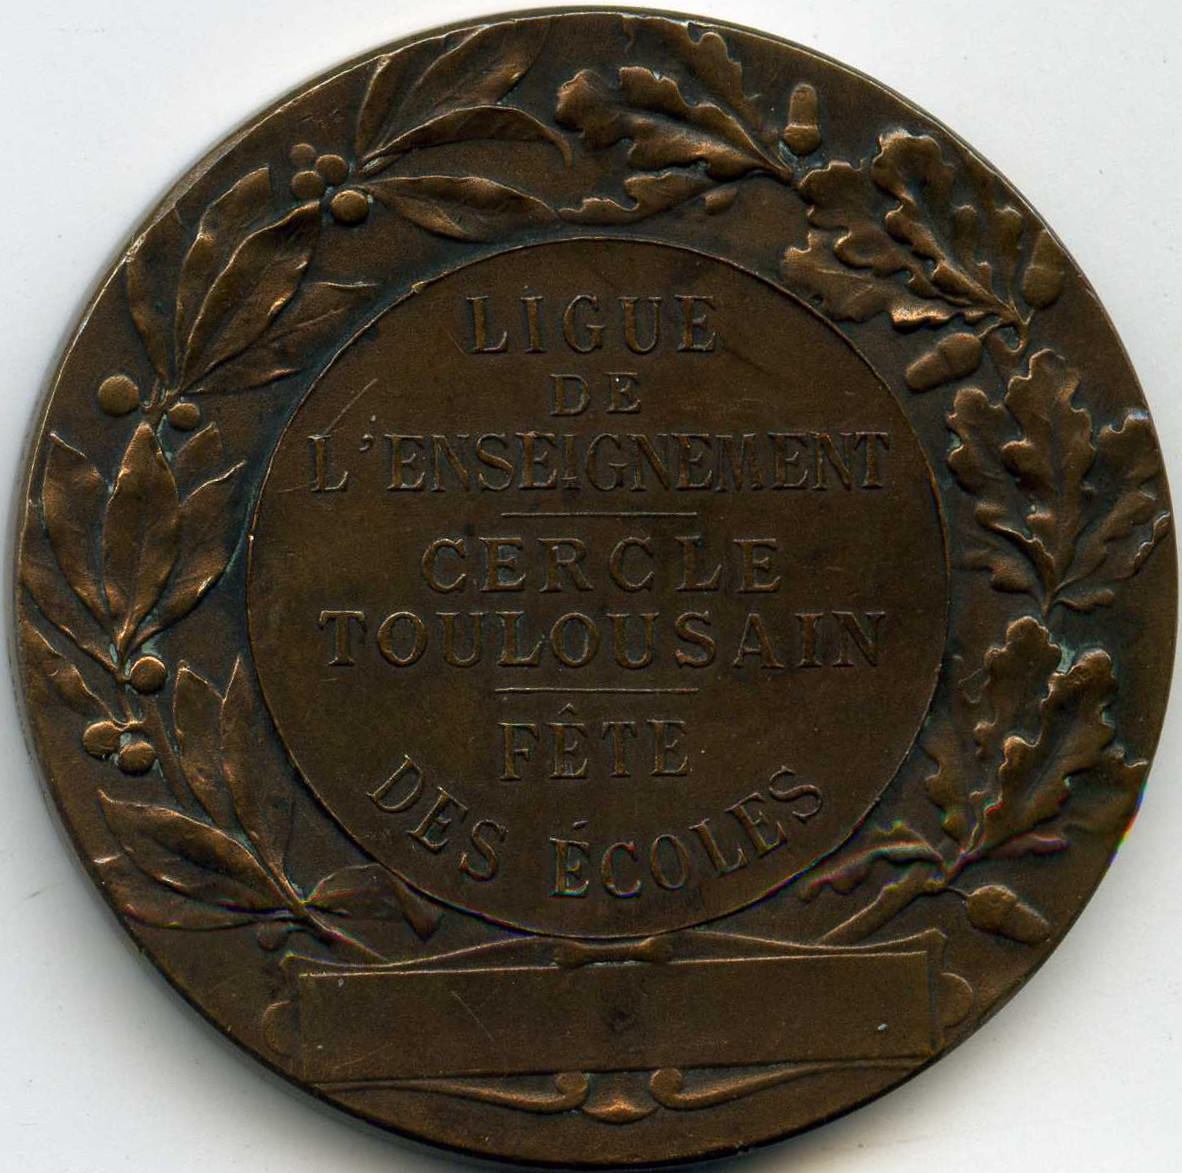 LIGUE
DE
L'ENSEIGNEMENT
CERCLE
TOULOUSAIN
FÊTE
DES ÉCOLES